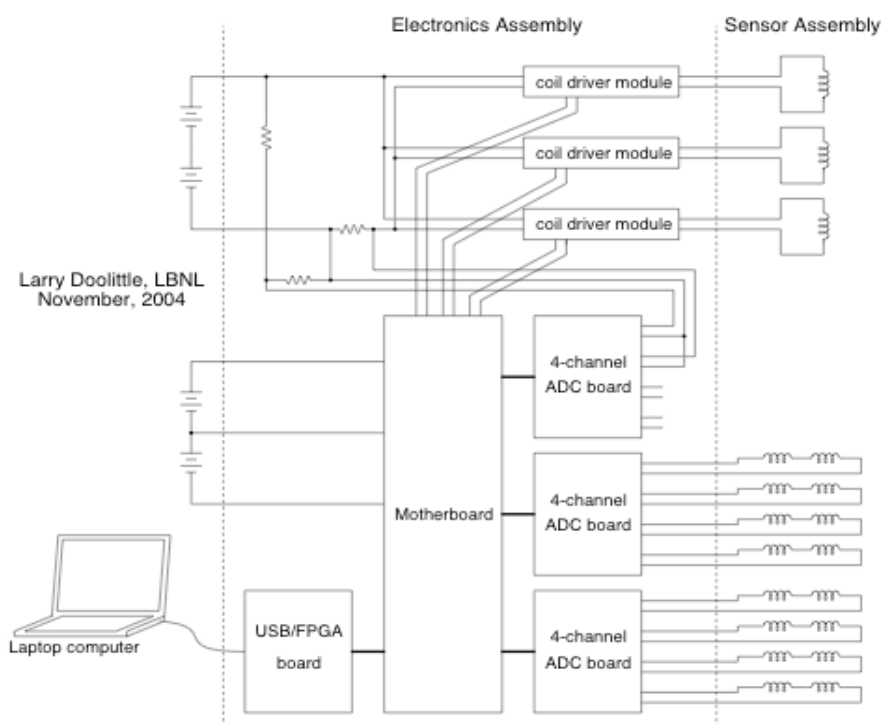 Electronics Assembly
Sensor Assembly
coil driver module
coil driver module
coil driver module
Larry Doolittle, LBNL
November, 2004
4-channel
ADC board
Motherboard
4-channel
ADC board
Laptop computer
USB/FPGA
board
4-channel
ADC board